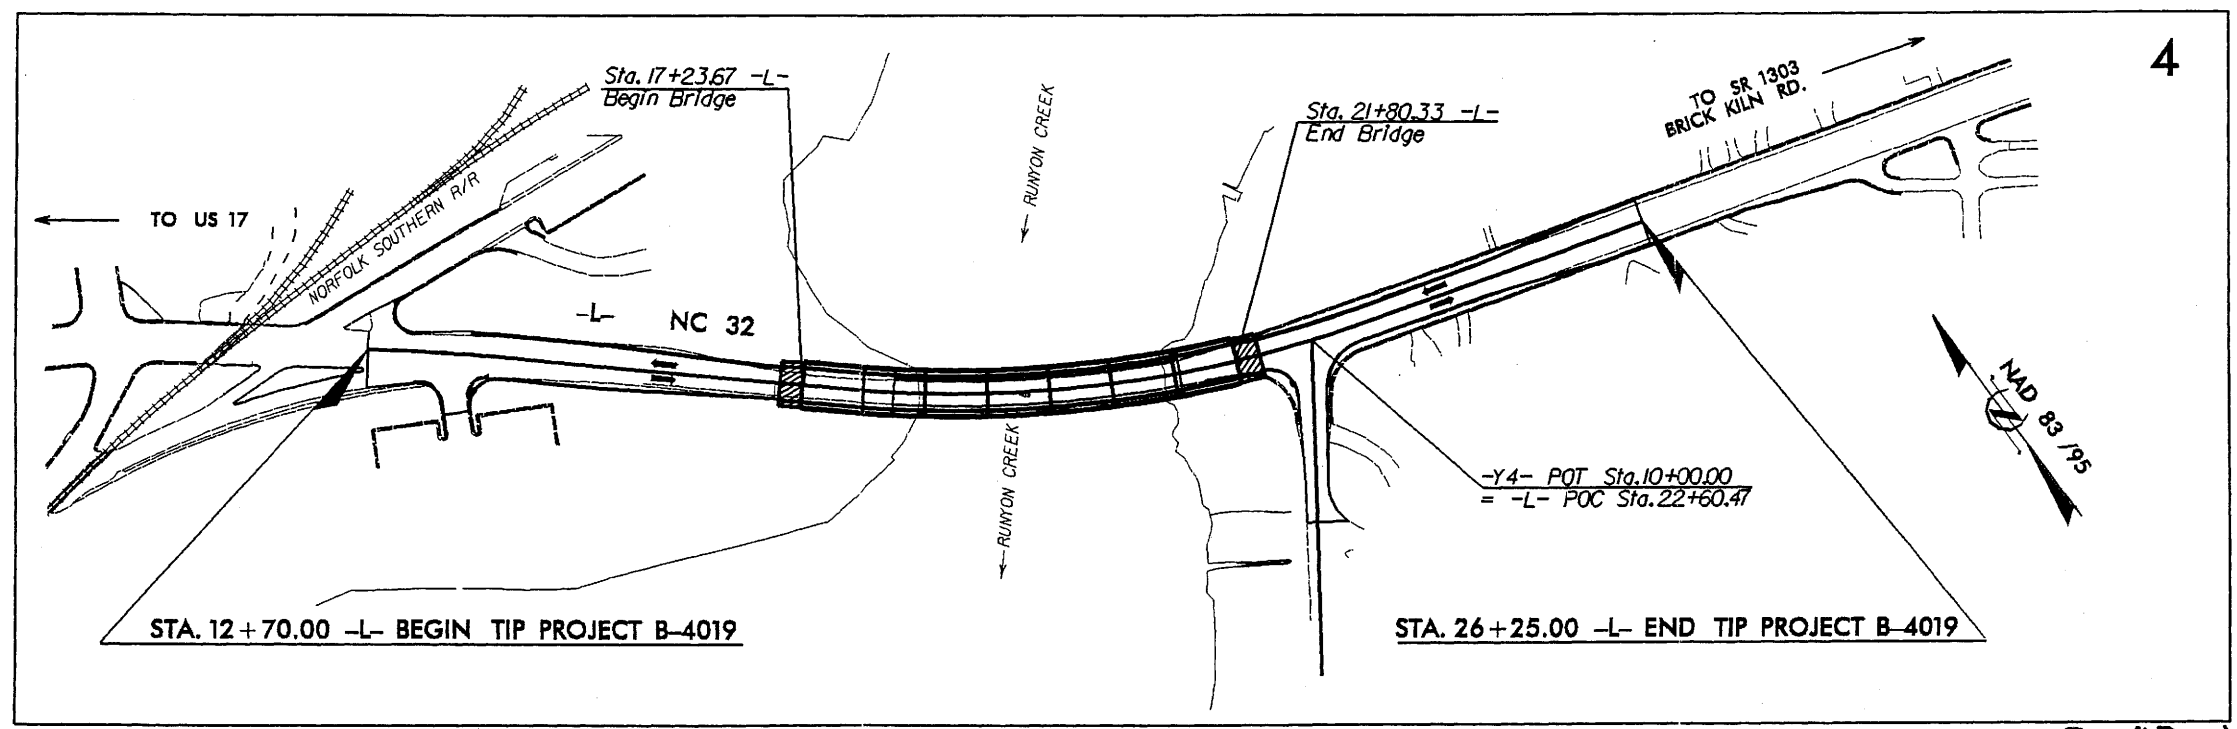 4
Sta. 17+23.67 -L-
Begin Bridge
RUNYON CREEK
Sta. 21+80.33 -L-
End Bridge
TO SR 1303
BRICK KILN RD.
TO US 17
NORFOLK SOUTHERN R/R
-L- NC 32
NAD 83/95
RUNYON CREEK
-Y4- POT Sta. 10+00.00
= -L- POC Sta. 22+60.47
STA. 12+70.00 -L- BEGIN TIP PROJECT B-4019
STA. 26+25.00 -L- END TIP PROJECT B-4019